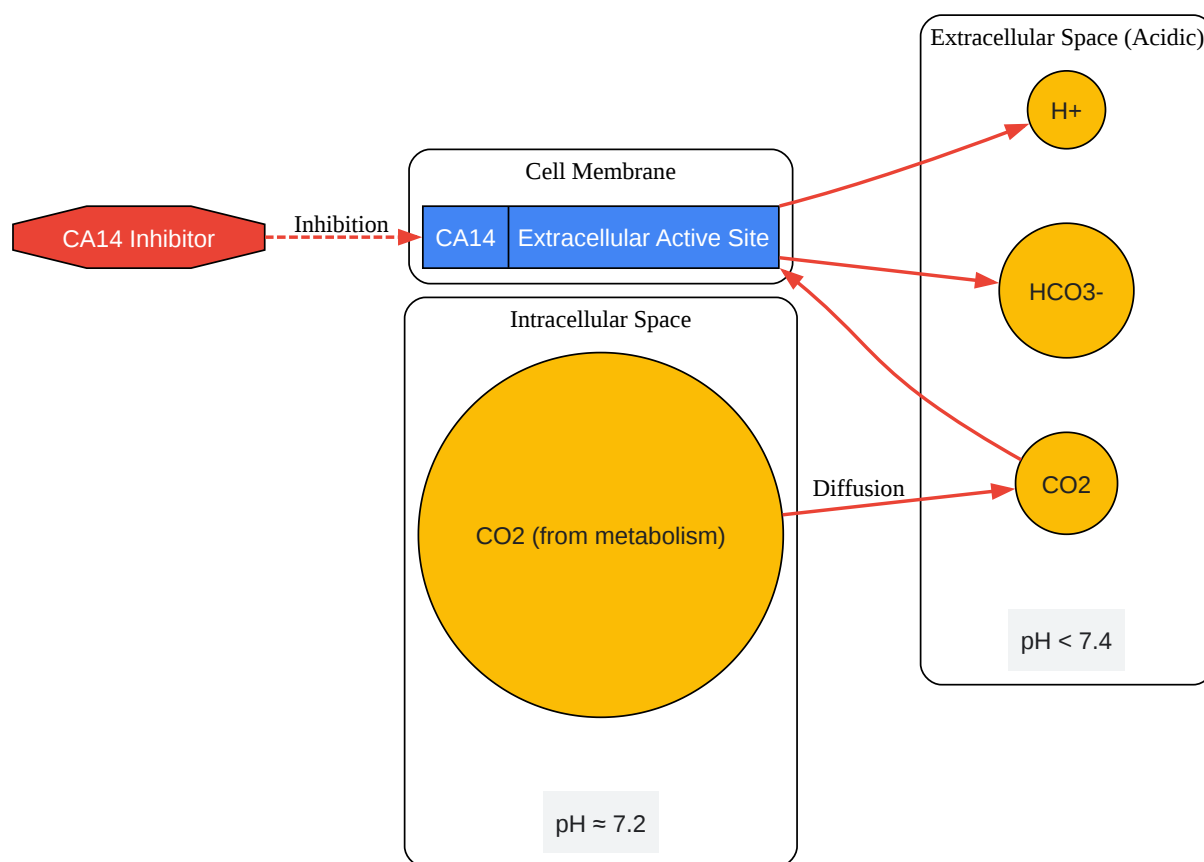 Extracellular Space (Acidic)
H+
Cell Membrane
CA14 Inhibitor
Inhibition
CA14
Extracellular Active Site
HCO3-
Intracellular Space
CO2
Diffusion
CO2 (from metabolism)
pH < 7.4
pH ≈ 7.2